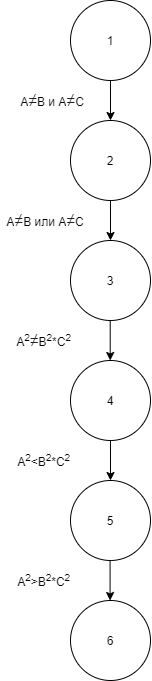 1
A≠B и A≠C
2
A≠B или A≠C
3
A²≠B²*C²
4
A²<B²*C²
5
A²>B²*C²
6